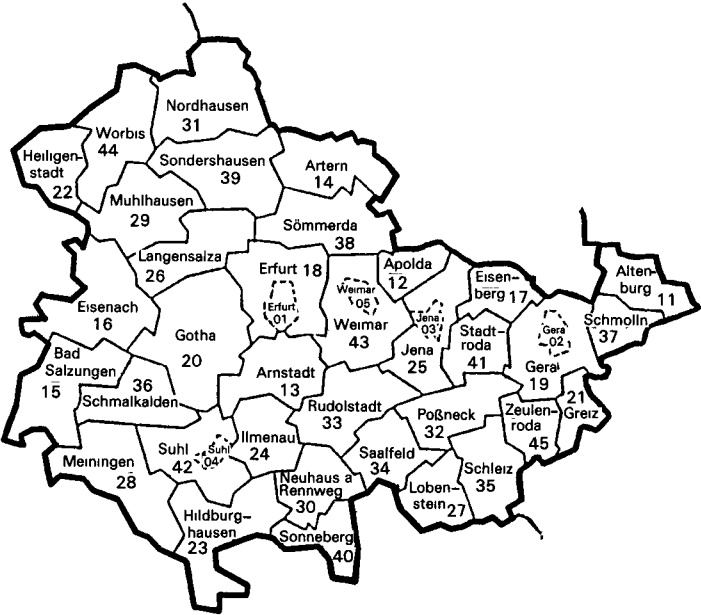 Nordhausen
31
Worbis
44
Heiligen-
stadt
22
Sondershausen
39
Artern
14
Muhlhausen
29
Sömmerda
38
Langensalza
26
Erfurt 18
Erfurt
01
Weimar
05
Weimar
43
Apolda
12
Eisen-
berg 17
Alten-
burg 11
Schmolln
37
Eisenach
16
Gotha
20
Jena
03
Jena
25
Stadt-
roda
41
Gera
02
Gera
19
Bad
Salzungen
15
36
Schmalkalden
Arnstadt
13
Rudolstadt
33
Poßneck
32
Zeulen-
roda
45
21
Greiz
Meiningen
28
Suhl
42
Suhl
04
Ilmenau
24
Saalfeld
34
Schleiz
35
Neuhaus a
Rennweg
30
Loben-
stein 27
Hildburg-
hausen
23
Sonneberg
40